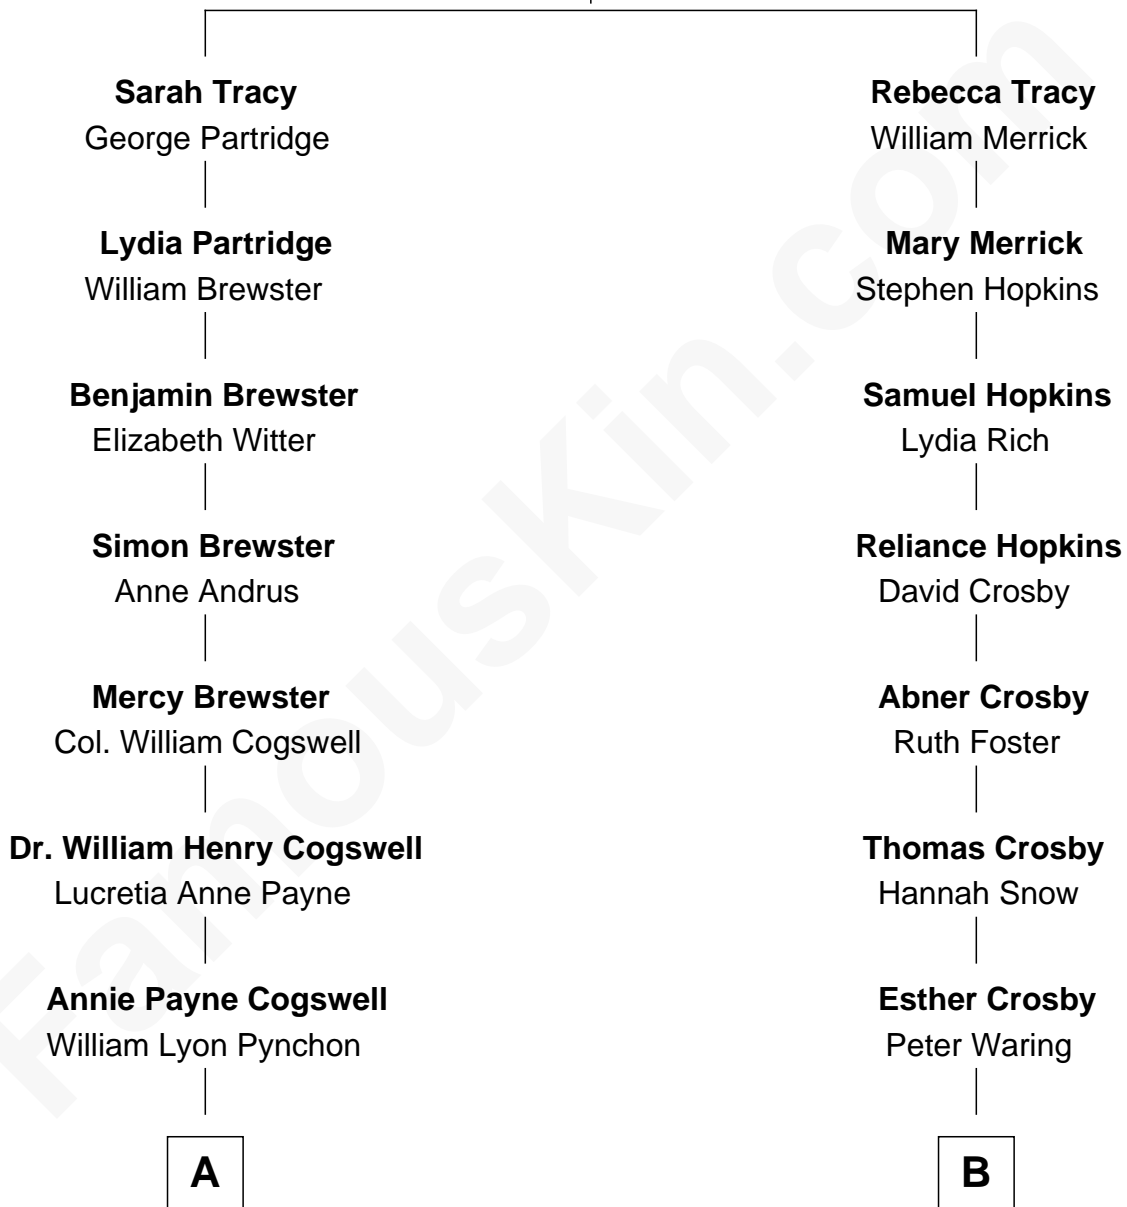 Sarah Tracy
George Partridge
Rebecca Tracy
William Merrick
Lydia Partridge
William Brewster
Mary Merrick
Stephen Hopkins
Benjamin Brewster
Elizabeth Witter
Samuel Hopkins
Lydia Rich
Simon Brewster
Anne Andrus
Reliance Hopkins
David Crosby
Mercy Brewster
Col. William Cogswell
Abner Crosby
Ruth Foster
Dr. William Henry Cogswell
Lucretia Anne Payne
Thomas Crosby
Hannah Snow
Annie Payne Cogswell
William Lyon Pynchon
Esther Crosby
Peter Waring
A
B
FamousKin.com